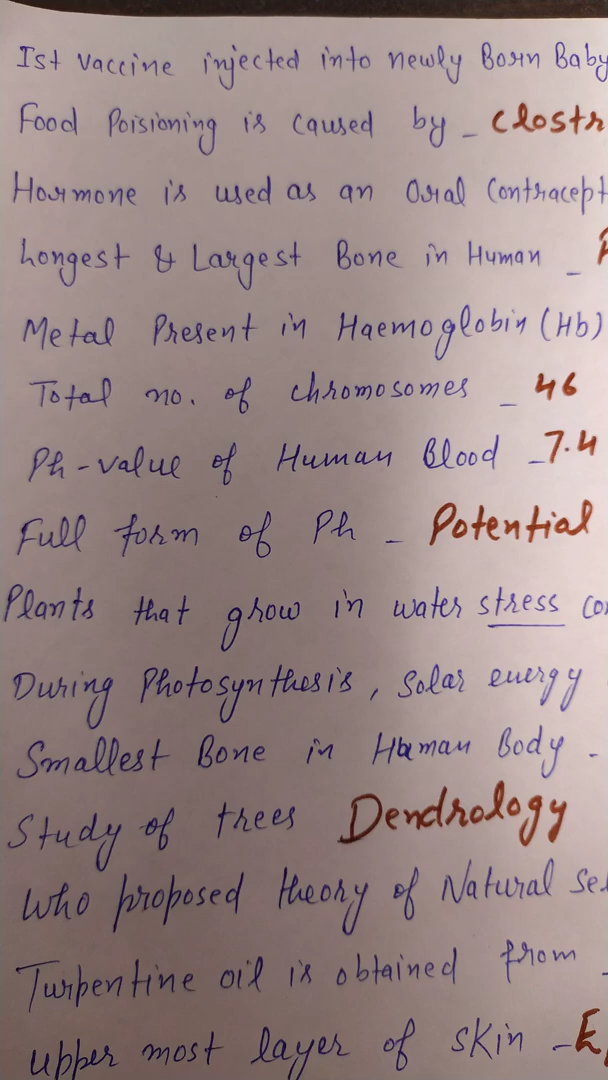 Ist vaccine injected into newly Born Baby
Food Poisioning is caused by - Clostr
Hormone is used as an Oral Contracept
Longest & Largest Bone in Human -
Metal Present in Haemoglobin (Hb)
Total no. of chromosomes - 46
Ph-value of Human Blood - 7.4
Full form of Ph - Potential
Plants that grow in water stress co
During Photosynthesis, Solar energy
Smallest Bone in Human Body -
Study of trees Dendrology
Who proposed theory of Natural Se
Turpentine oil is obtained from -
upper most layer of skin - E